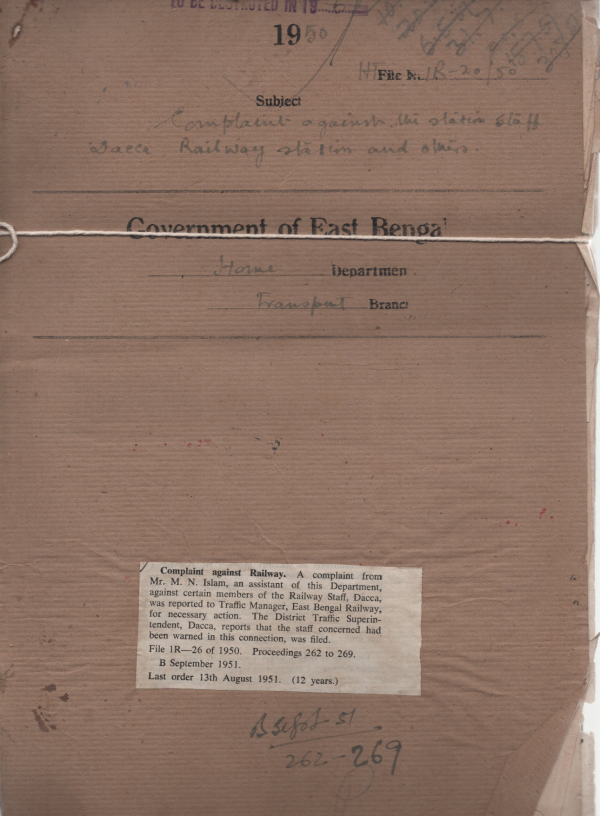 TO BE DESTROYED IN 19
1950
File No. 1R-20/50
Subject
Complaint against the station staff
Dacca Railway station and others.
Government of East Bengal
Home Departmen
Transport Branc
Complaint against Railway. A complaint from
Mr. M. N. Islam, an assistant of this Department,
against certain members of the Railway Staff, Dacca,
was reported to Traffic Manager, East Bengal Railway,
for necessary action. The District Traffic Superin-
tendent, Dacca, reports that the staff concerned had
been warned in this connection, was filed.
File 1R—26 of 1950. Proceedings 262 to 269.
B September 1951.
Last order 13th August 1951. (12 years.)
B Sept-51
262-269